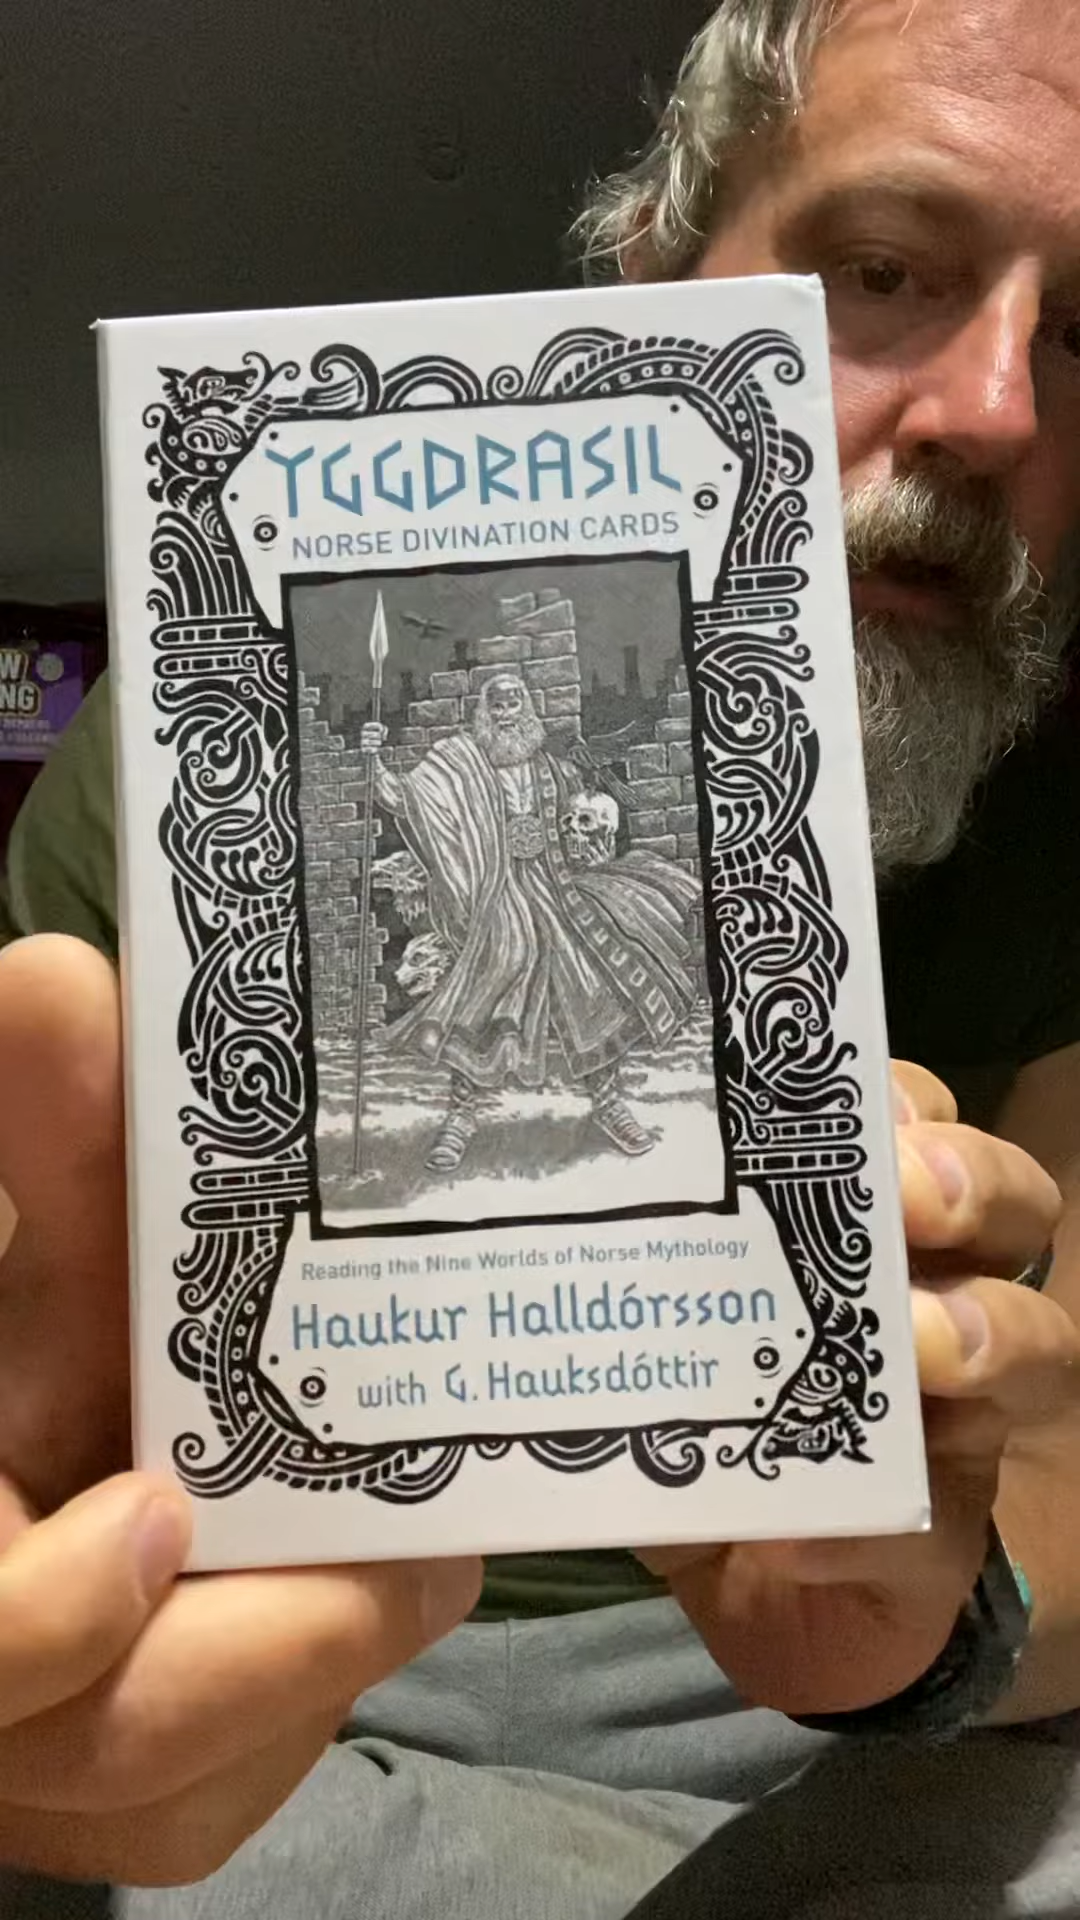 YGGDRASIL
NORSE DIVINATION CARDS
Reading the Nine Worlds of Norse Mythology
Haukur Halldórsson
with G. Hauksdóttir